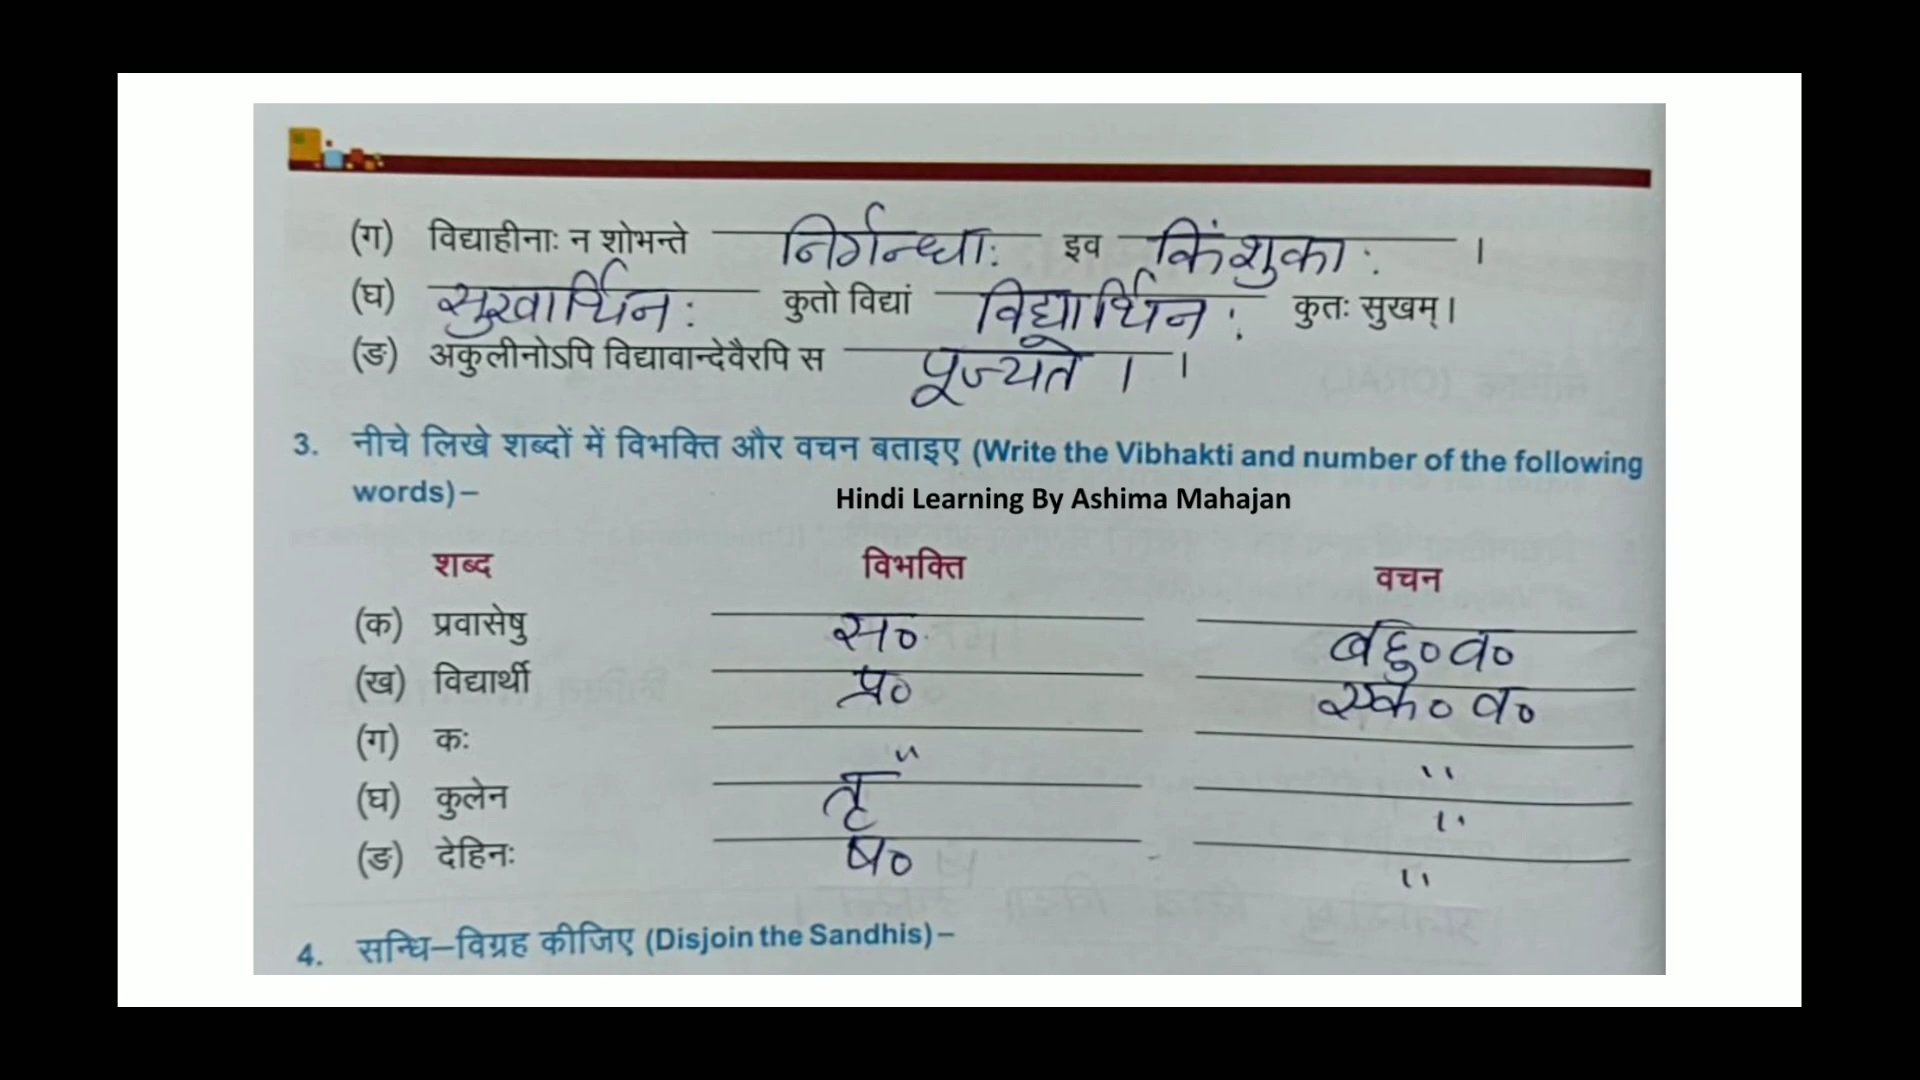 (ग) विद्याहीनाः न शोभन्ते निर्गन्धाः इव किंशुकाः ।
(घ) सुखार्थिनः कुतो विद्यां विद्यार्थिनः कुतः सुखम्।
(ङ) अकुलीनोऽपि विद्यावान्देवैरपि स पूज्यते । ।
3. नीचे लिखे शब्दों में विभक्ति और वचन बताइए (Write the Vibhakti and number of the following
words)–
Hindi Learning By Ashima Mahajan
शब्द विभक्ति वचन
(क) प्रवासेषु स० बहु०व०
(ख) विद्यार्थी प्र० एक० व०
(ग) कः " "
(घ) कुलेन तृ "
(ङ) देहिनः ष० "
4. सन्धि–विग्रह कीजिए (Disjoin the Sandhis)–